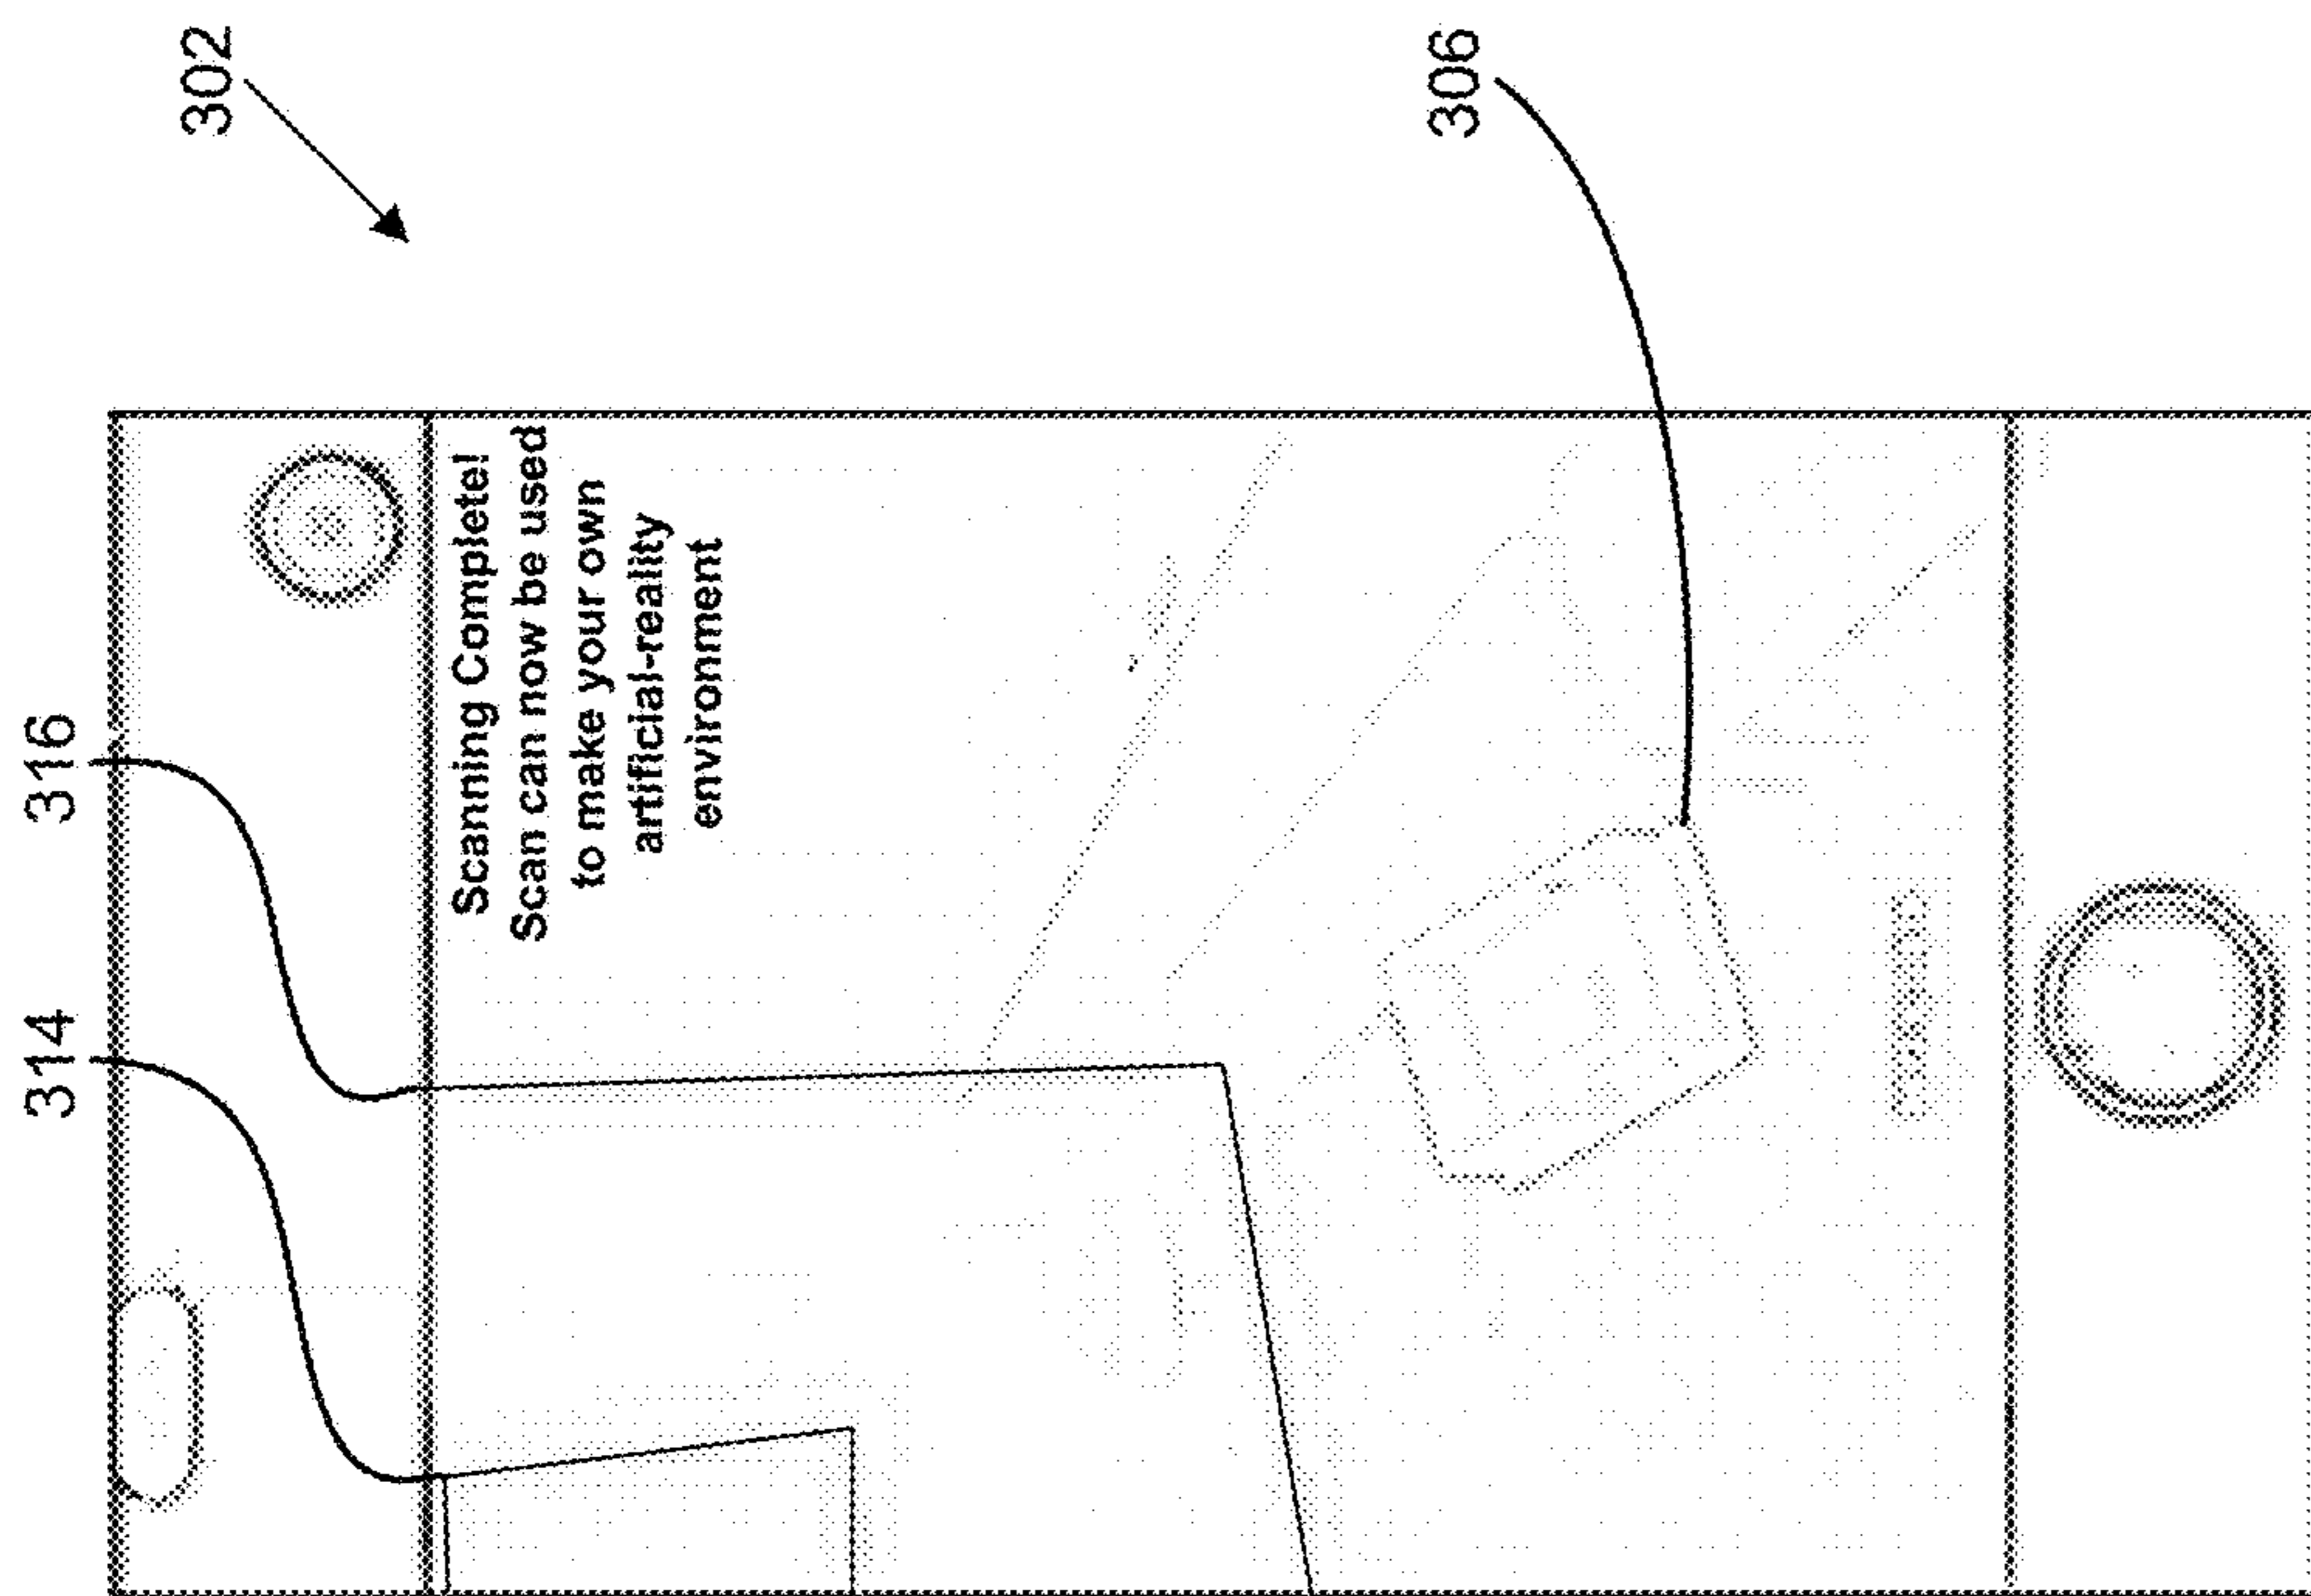 302
306
316
314
Scanning Complete!
Scan can now be used
to make your own
artificial-reality
environment